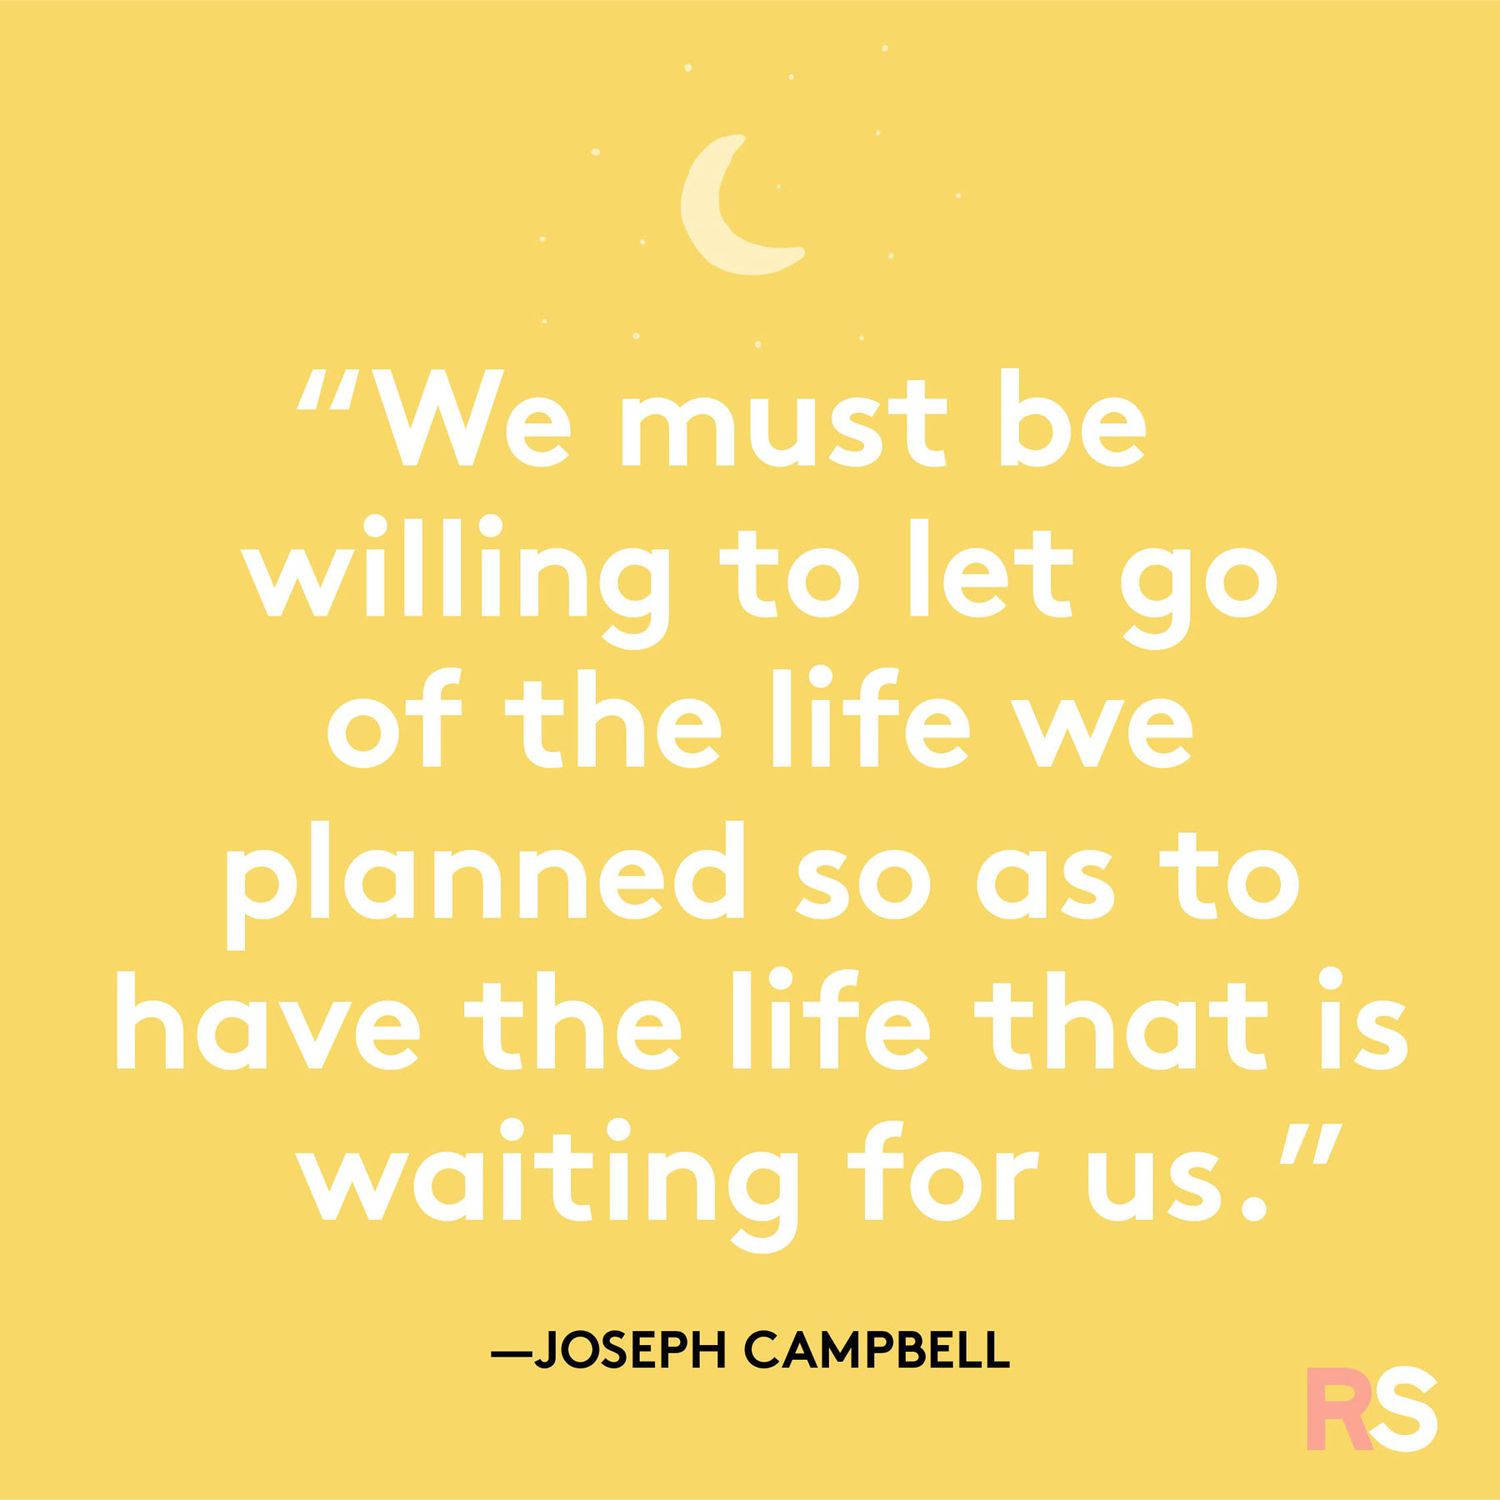 “We must be
willing to let go
of the life we
planned so as to
have the life that is
waiting for us.”
—JOSEPH CAMPBELL
RS